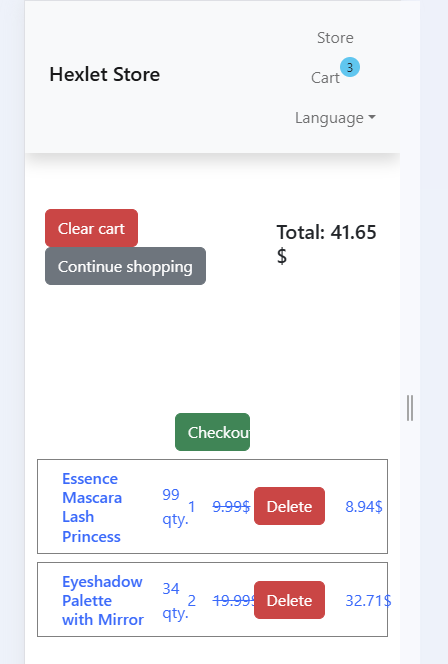 Store
Hexlet Store
3
Cart
Language
Clear cart
Total: 41.65
$
Continue shopping
Checkou
Essence
Mascara
Lash
Princess
99
qty.
1
9.99$
Delete
8.94$
Eyeshadow
Palette
with Mirror
34
qty.
2
19.99$
Delete
32.71$